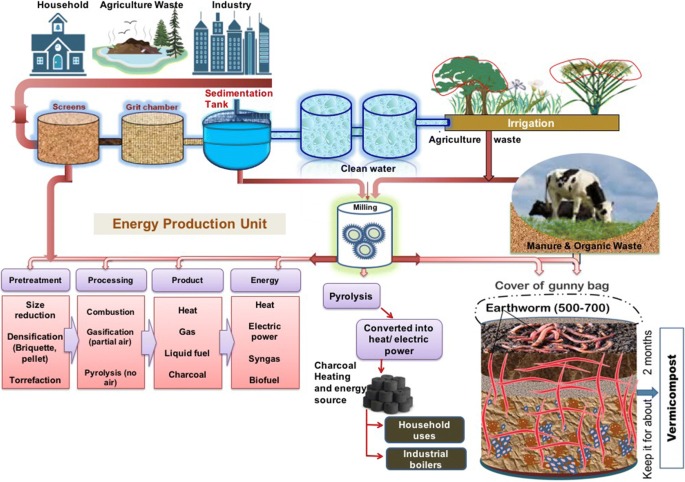 Household
Agriculture Waste
Industry
Sedimentation
Tank
Screens
Grit chamber
Clean water
Irrigation
Agriculture waste
Energy Production Unit
Milling
Manure & Organic Waste
Pretreatment
Processing
Product
Energy
Size
reduction
Densification
(Briquette,
pellet)
Torrefaction
Combustion
Gasification
(partial air)
Pyrolysis (no
air)
Heat
Gas
Liquid fuel
Charcoal
Heat
Electric
power
Syngas
Biofuel
Pyrolysis
Converted into
heat/ electric
power
Charcoal
Heating
and energy
source
Household
uses
Industrial
boilers
Cover of gunny bag
Earthworm (500-700)
Keep it for about 2 months
Vermicompost